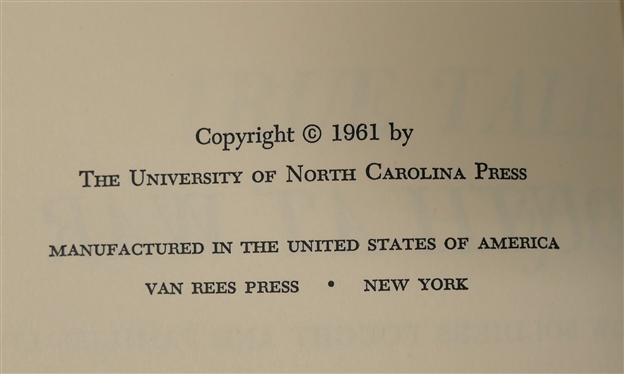 Copyright © 1961 by
The University of North Carolina Press
MANUFACTURED IN THE UNITED STATES OF AMERICA
VAN REES PRESS • NEW YORK